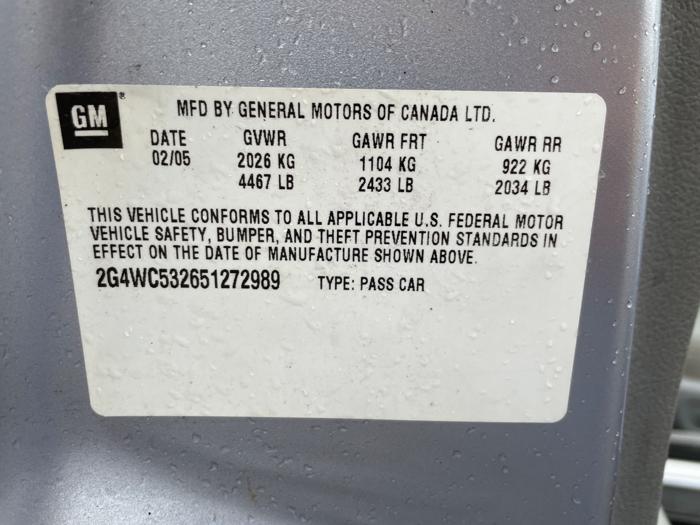 GM®
MFD BY GENERAL MOTORS OF CANADA LTD.
DATE GVWR GAWR FRT GAWR RR
02/05 2026 KG 1104 KG 922 KG
4467 LB 2433 LB 2034 LB
THIS VEHICLE CONFORMS TO ALL APPLICABLE U.S. FEDERAL MOTOR
VEHICLE SAFETY, BUMPER, AND THEFT PREVENTION STANDARDS IN
EFFECT ON THE DATE OF MANUFACTURE SHOWN ABOVE.
2G4WC532651272989 TYPE: PASS CAR